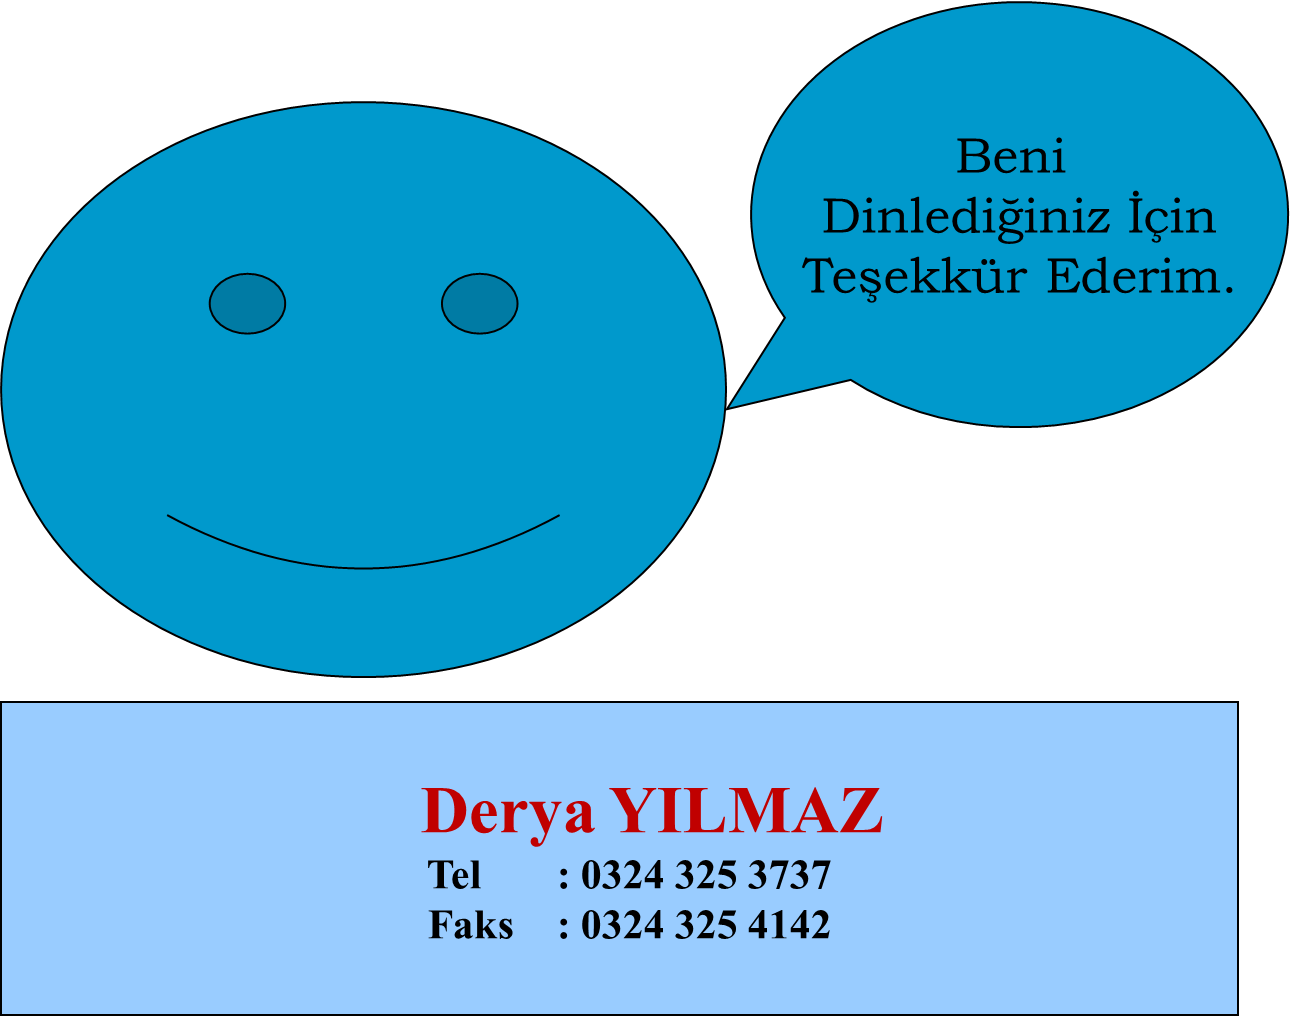 Beni
Dinlediğiniz İçin
Teşekkür Ederim.
Derya YILMAZ
Tel : 0324 325 3737
Faks : 0324 325 4142